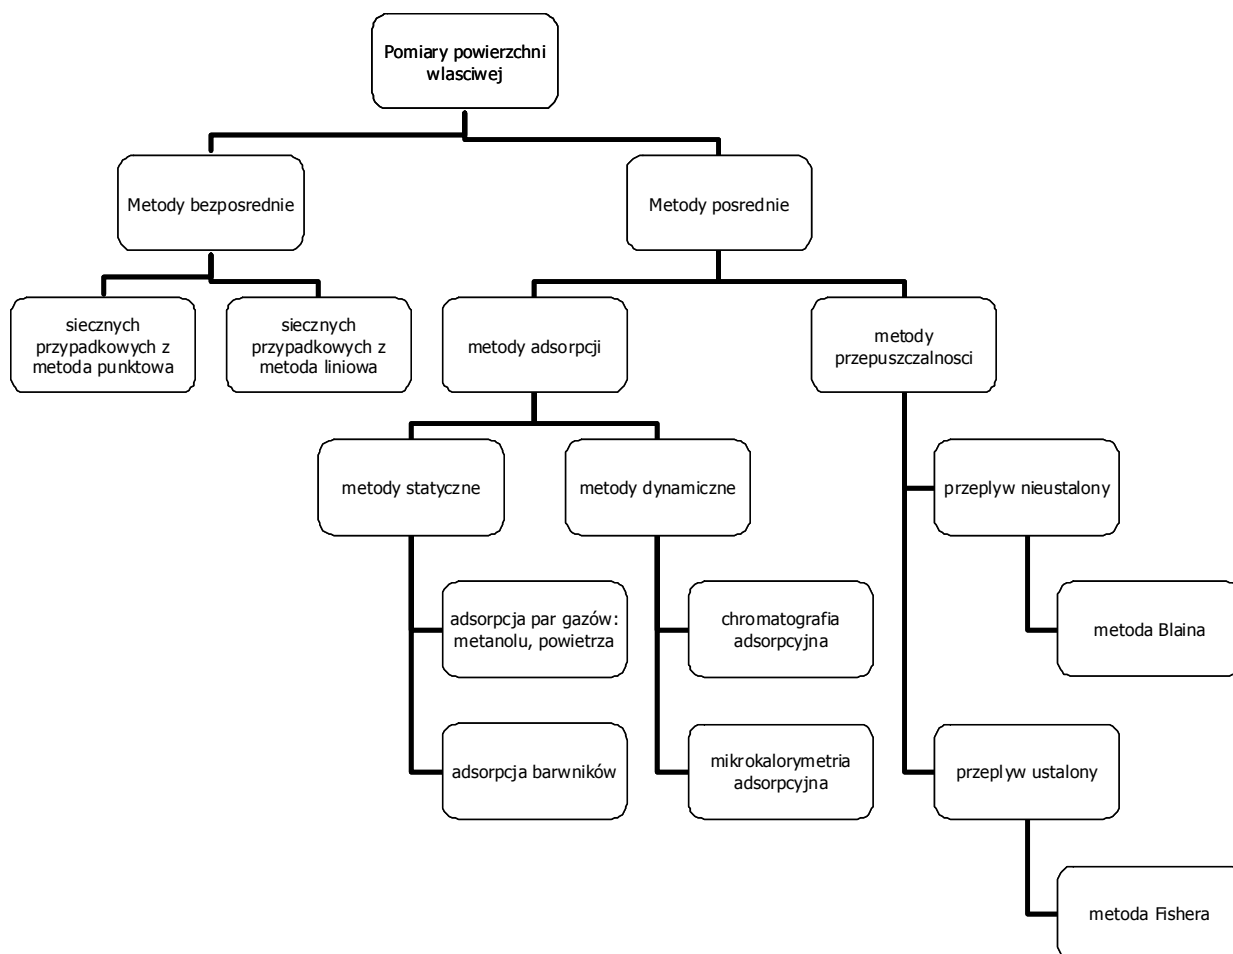 Pomiary powierzchni
wlasciwej
Metody bezposrednie
Metody posrednie
siecznych
przypadkowych z
metoda punktowa
siecznych
przypadkowych z
metoda liniowa
metody adsorpcji
metody
przepuszczalnosci
metody statyczne
metody dynamiczne
przeplyw nieustalony
adsorpcja par gazów:
metanolu, powietrza
chromatografia
adsorpcyjna
metoda Blaina
adsorpcja barwników
mikrokalorymetria
adsorpcyjna
przeplyw ustalony
metoda Fishera